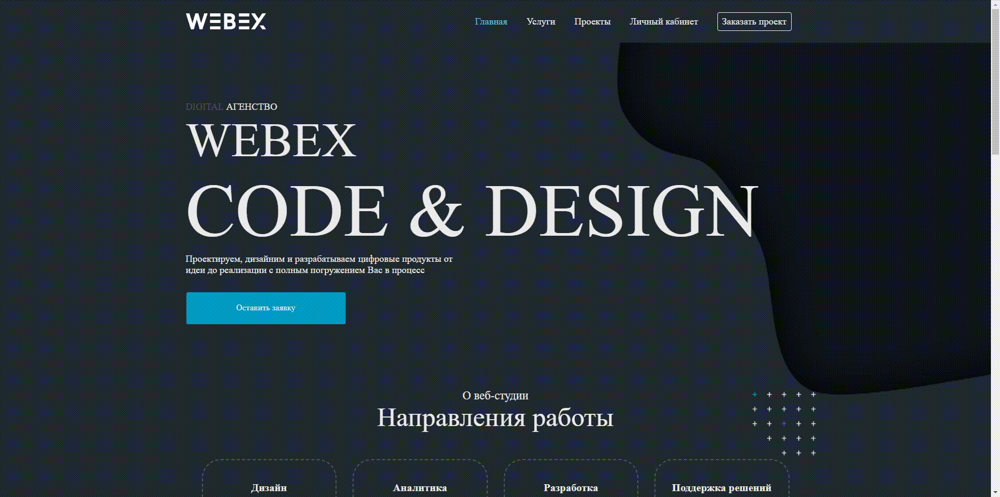 WEBEX
Главная Услуги Проекты Личный кабинет Заказать проект
DIGITAL АГЕНСТВО
WEBEX
CODE & DESIGN
Проектируем, дизайним и разрабатываем цифровые продукты от
идеи до реализации с полным погружением Вас в процесс
Оставить заявку
О веб-студии
Направления работы
Дизайн Аналитика Разработка Поддержка решений